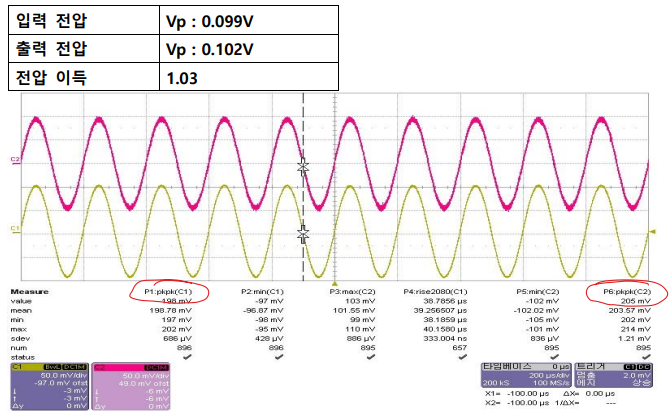 입력 전압 Vp : 0.099V
출력 전압 Vp : 0.102V
전압 이득 1.03
C2
C1
Measure P1:pkpk(C1) P2:min(C1) P3:max(C2) P4:rise2080(C1) P5:min(C2) P6:pkpk(C2)
value 198 mV -97 mV 103 mV 38.7856 µs -102 mV 205 mV
mean 198.78 mV -96.87 mV 101.55 mV 39.256507 µs -102.02 mV 203.57 mV
min 197 mV -98 mV 99 mV 38.1859 µs -105 mV 202 mV
max 202 mV -95 mV 110 mV 40.1580 µs -101 mV 214 mV
sdev 686 µV 428 µV 886 µV 333.004 ns 836 µV 1.21 mV
num 896 896 895 657 895 895
status
C1 BwL DC1M C2 DC1M 타임베이스 0 µs 트리거 C1 DC
50.0 mV/div 50.0 mV/div 200 µs/div 멈춤 2.0 mV
-97.0 mV ofst 49.0 mV ofst 200 kS 100 MS/s 에지 상승
-3 mV -6 mV X1= -100.00 µs ΔX= 0.00 µs
-3 mV -6 mV X2= -100.00 µs 1/ΔX= ---
Δy 0 mV Δy 0 mV